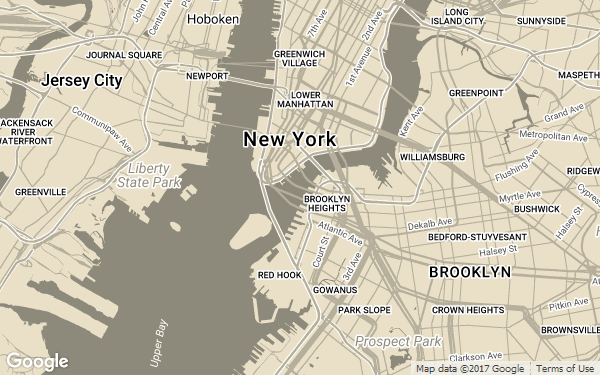 Hoboken
John
Central Ave
7th Ave
1st Avenue
2nd Ave
LONG
ISLAND CITY
SUNNYSIDE
JOURNAL SQUARE
GREENWICH
VILLAGE
NEWPORT
Jersey City
MASPETH
LOWER
MANHATTAN
GREENPOINT
Kent Ave
Grand Ave
HACKENSACK
RIVER
WATERFRONT
Communipaw Ave
New York
Metropolitan Ave
WILLIAMSBURG
Flushing Ave
Liberty
State Park
RIDGEW
GREENVILLE
BROOKLYN
HEIGHTS
Myrtle Ave
Cypress
BUSHWICK
Atlantic Ave
Dekalb Ave
Halsey St
BEDFORD-STUYVESANT
Halsey St
Court St
3rd Ave
RED HOOK
BROOKLYN
GOWANUS
PARK SLOPE
CROWN HEIGHTS
Pitkin Ave
BROWNSVILLE
Upper Bay
Prospect Park
Clarkson Ave
Google
Map data ©2017 Google
Terms of Use